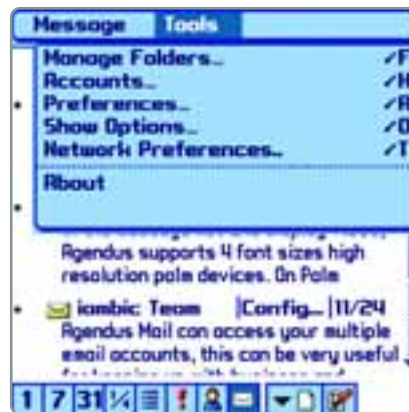 Message Tools
Manage Folders... ✓F
Accounts... ✓H
Preferences... ✓R
Show Options... ✓O
Network Preferences... ✓T
About
Agendus supports 4 font sizes high
resolution palm devices. On Palm
iambic Team |Config...|11/24
Agendus Mail can access your multiple
email accounts, this can be very useful
1 7 31